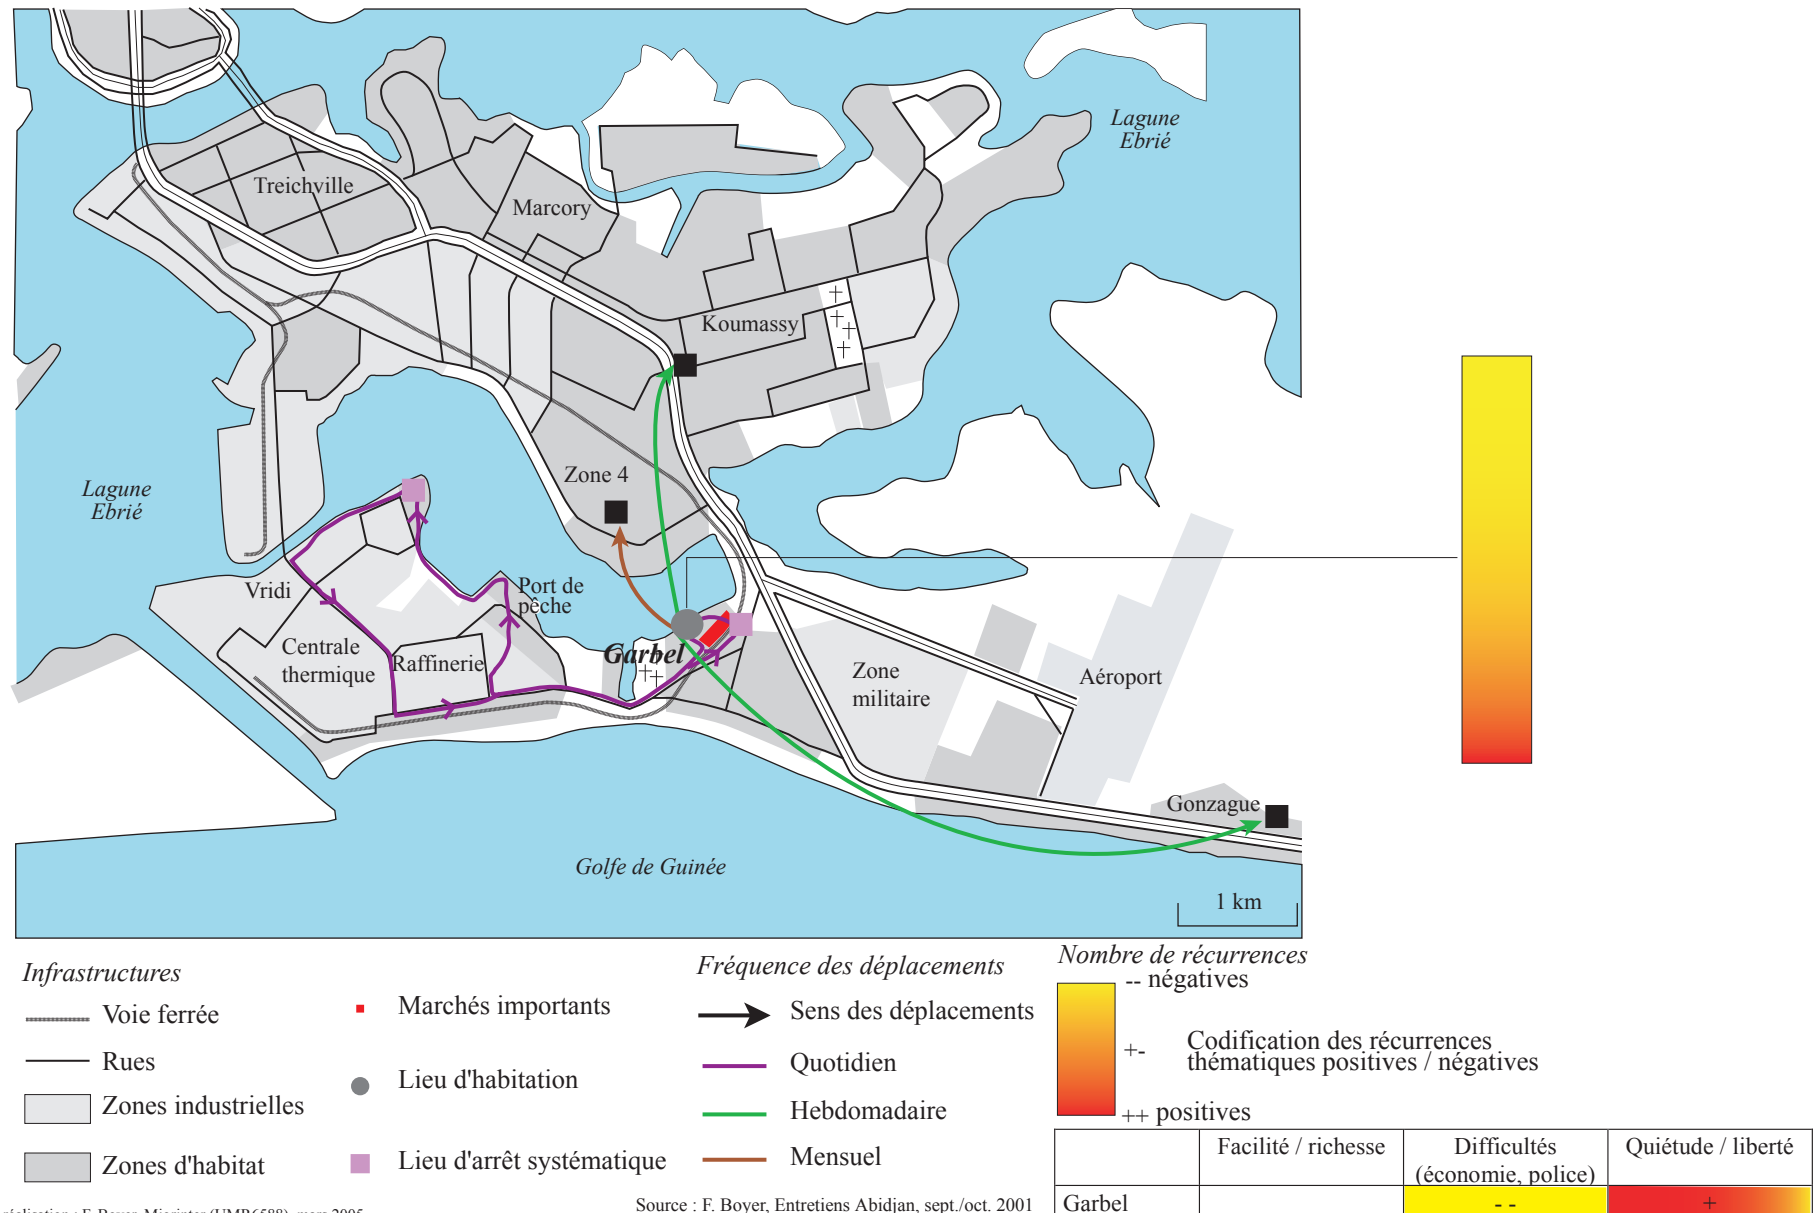 Lagune
Ebrié
Treichville
Marcory
Koumassy
Zone 4
Lagune
Ebrié
Vridi
Port de
pêche
Centrale
thermique
Raffinerie
Garbel
Zone
militaire
Aéroport
Gonzague
Golfe de Guinée
1 km
Infrastructures
Voie ferrée
Rues
Zones industrielles
Zones d'habitat
Marchés importants
Lieu d'habitation
Lieu d'arrêt systématique
Fréquence des déplacements
Sens des déplacements
Quotidien
Hebdomadaire
Mensuel
Nombre de récurrences
-- négatives
+-
Codification des récurrences
thématiques positives / négatives
++ positives
Facilité / richesse
Difficultés
(économie, police)
Quiétude / liberté
Garbel
- -
+
Source : F. Boyer, Entretiens Abidjan, sept./oct. 2001